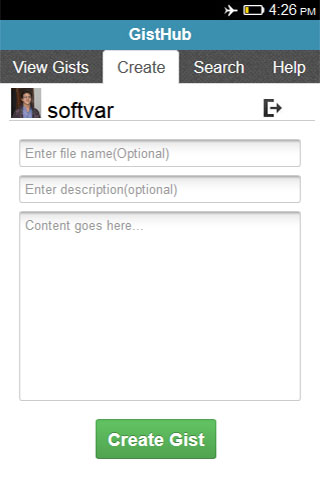 4:26 PM
GistHub
View Gists Create Search Help
softvar
Enter file name(Optional)
Enter description(optional)
Content goes here...
Create Gist